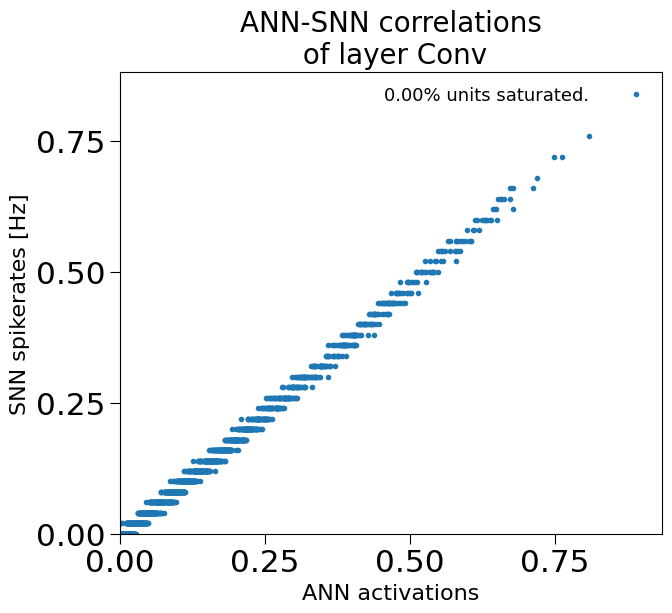 ANN-SNN correlations
of layer Conv
0.00% units saturated.
SNN spikerates [Hz]
0.75
0.50
0.25
0.00
0.00 0.25 0.50 0.75
ANN activations